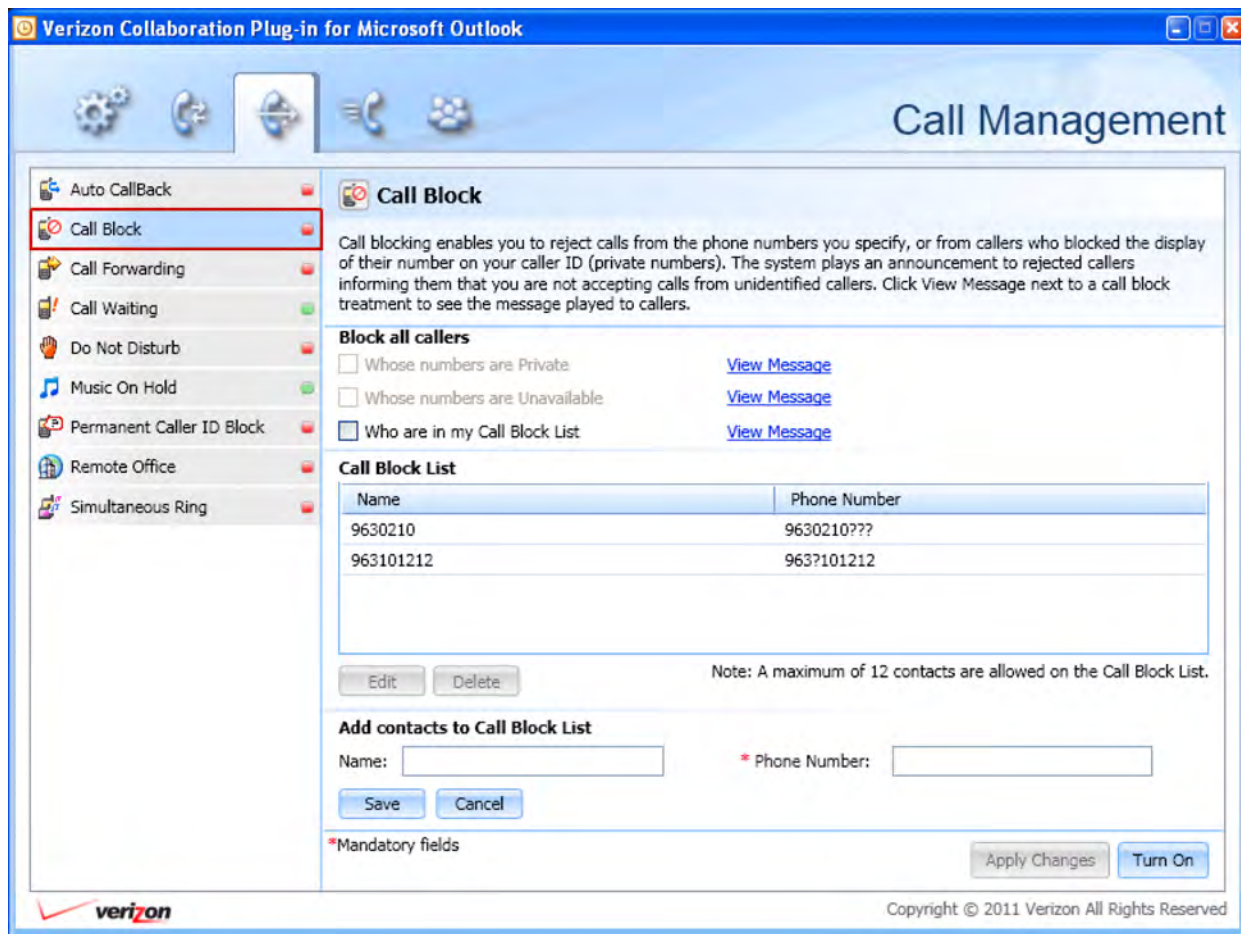 Verizon Collaboration Plug-in for Microsoft Outlook
Call Management
Auto CallBack
Call Block
Call Forwarding
Call Waiting
Do Not Disturb
Music On Hold
Permanent Caller ID Block
Remote Office
Simultaneous Ring
Call Block
Call blocking enables you to reject calls from the phone numbers you specify, or from callers who blocked the display
of their number on your caller ID (private numbers). The system plays an announcement to rejected callers
informing them that you are not accepting calls from unidentified callers. Click View Message next to a call block
treatment to see the message played to callers.
Block all callers
Whose numbers are Private View Message
Whose numbers are Unavailable View Message
Who are in my Call Block List View Message
Call Block List
Name Phone Number
9630210 9630210???
963101212 963?101212
Edit Delete Note: A maximum of 12 contacts are allowed on the Call Block List.
Add contacts to Call Block List
Name: * Phone Number:
Save Cancel
*Mandatory fields
Apply Changes Turn On
verizon Copyright © 2011 Verizon All Rights Reserved